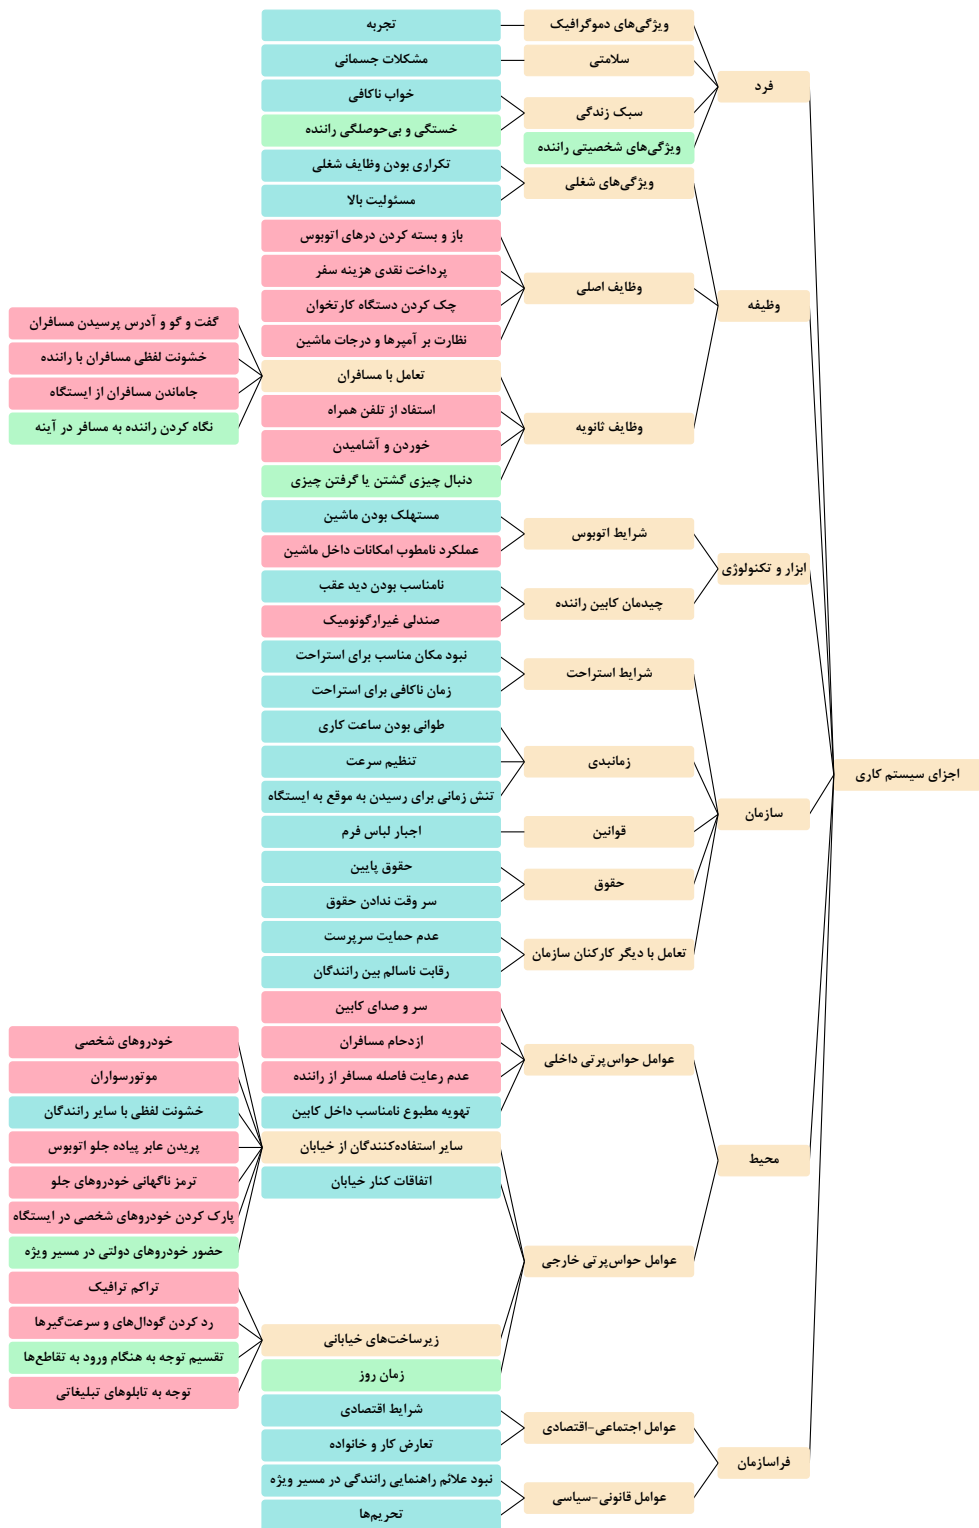 اجزای سیستم کاری
فرد
ویژگی‌های دموگرافیک
تجربه
سلامتی
مشکلات جسمانی
سبک زندگی
خواب ناکافی
خستگی و بی‌حوصلگی راننده
ویژگی‌های شخصیتی راننده
وظیفه
ویژگی‌های شغلی
تکراری بودن وظایف شغلی
مسئولیت بالا
وظایف اصلی
باز و بسته کردن درهای اتوبوس
پرداخت نقدی هزینه سفر
چک کردن دستگاه کارتخوان
نظارت بر آمپرها و درجات ماشین
وظایف ثانویه
تعامل با مسافران
گفت و گو و آدرس پرسیدن مسافران
خشونت لفظی مسافران با راننده
جاماندن مسافران از ایستگاه
نگاه کردن راننده به مسافر در آینه
استفاد از تلفن همراه
خوردن و آشامیدن
دنبال چیزی گشتن یا گرفتن چیزی
ابزار و تکنولوژی
شرایط اتوبوس
مستهلک بودن ماشین
عملکرد نامطوب امکانات داخل ماشین
چیدمان کابین راننده
نامناسب بودن دید عقب
صندلی غیرارگونومیک
سازمان
شرایط استراحت
نبود مکان مناسب برای استراحت
زمان ناکافی برای استراحت
زمانبدی
طوانی بودن ساعت کاری
تنظیم سرعت
تنش زمانی برای رسیدن به موقع به ایستگاه
قوانین
اجبار لباس فرم
حقوق
حقوق پایین
سر وقت ندادن حقوق
تعامل با دیگر کارکنان سازمان
عدم حمایت سرپرست
رقابت ناسالم بین رانندگان
محیط
عوامل حواس‌پرتی داخلی
سر و صدای کابین
ازدحام مسافران
عدم رعایت فاصله مسافر از راننده
تهویه مطبوع نامناسب داخل کابین
عوامل حواس‌پرتی خارجی
سایر استفاده‌کنندگان از خیابان
خودروهای شخصی
موتورسواران
خشونت لفظی با سایر رانندگان
پریدن عابر پیاده جلو اتوبوس
ترمز ناگهانی خودروهای جلو
پارک کردن خودروهای شخصی در ایستگاه
حضور خودروهای دولتی در مسیر ویژه
اتفاقات کنار خیابان
زیرساخت‌های خیابانی
تراکم ترافیک
رد کردن گودال‌های و سرعت‌گیرها
تقسیم توجه به هنگام ورود به تقاطع‌ها
توجه به تابلوهای تبلیغاتی
زمان روز
فراسازمان
عوامل اجتماعی-اقتصادی
شرایط اقتصادی
تعارض کار و خانواده
عوامل قانونی-سیاسی
نبود علائم راهنمایی رانندگی در مسیر ویژه
تحریم‌ها